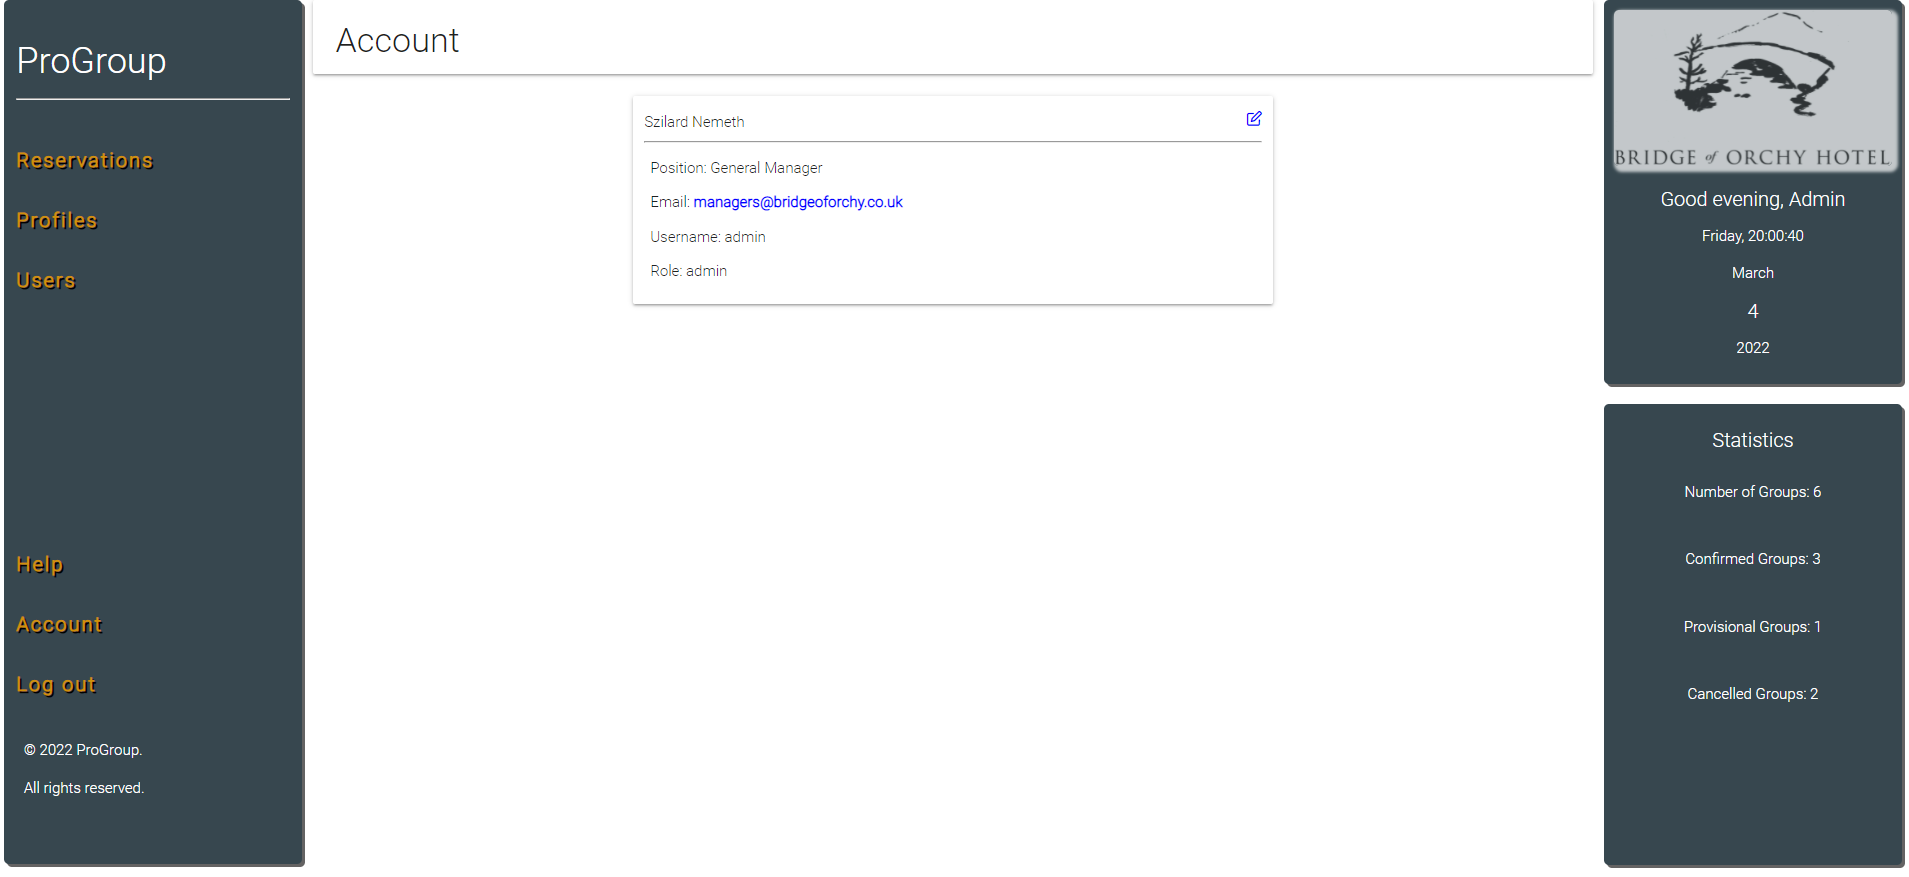 ProGroup
Reservations
Profiles
Users
Help
Account
Log out
© 2022 ProGroup.
All rights reserved.
Account
Szilard Nemeth
Position: General Manager
Email: managers@bridgeoforchy.co.uk
Username: admin
Role: admin
BRIDGE of ORCHY HOTEL
Good evening, Admin
Friday, 20:00:40
March
4
2022
Statistics
Number of Groups: 6
Confirmed Groups: 3
Provisional Groups: 1
Cancelled Groups: 2